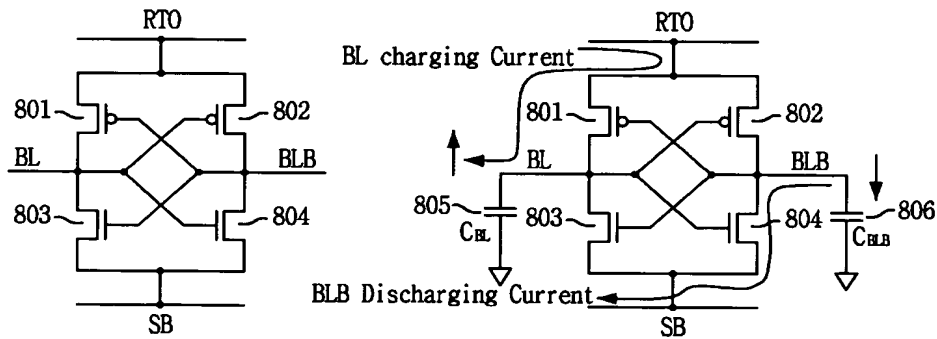 RTO
801
802
BL
BLB
803
804
SB
RTO
BL charging Current
801
802
BL
BLB
805
CBL
803
804
806
CBLB
BLB Discharging Current
SB